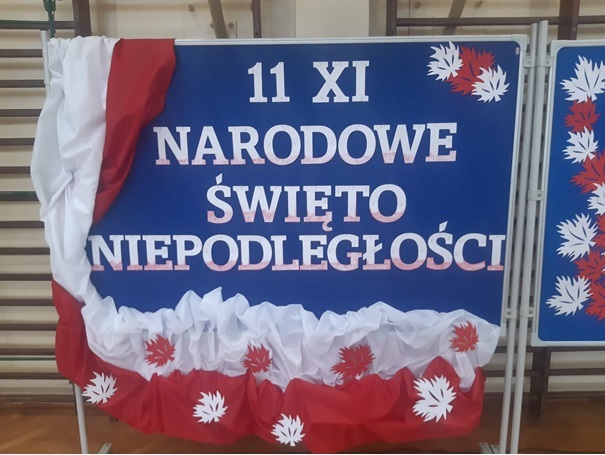 11 XI
NARODOWE
ŚWIĘTO
NIEPODLEGŁOŚCI